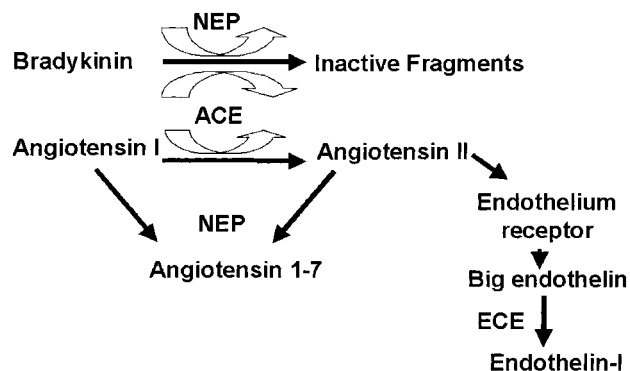 NEP
Bradykinin
Inactive Fragments
ACE
Angiotensin I
Angiotensin II
NEP
Endothelium
receptor
Angiotensin 1-7
Big endothelin
ECE
Endothelin-I